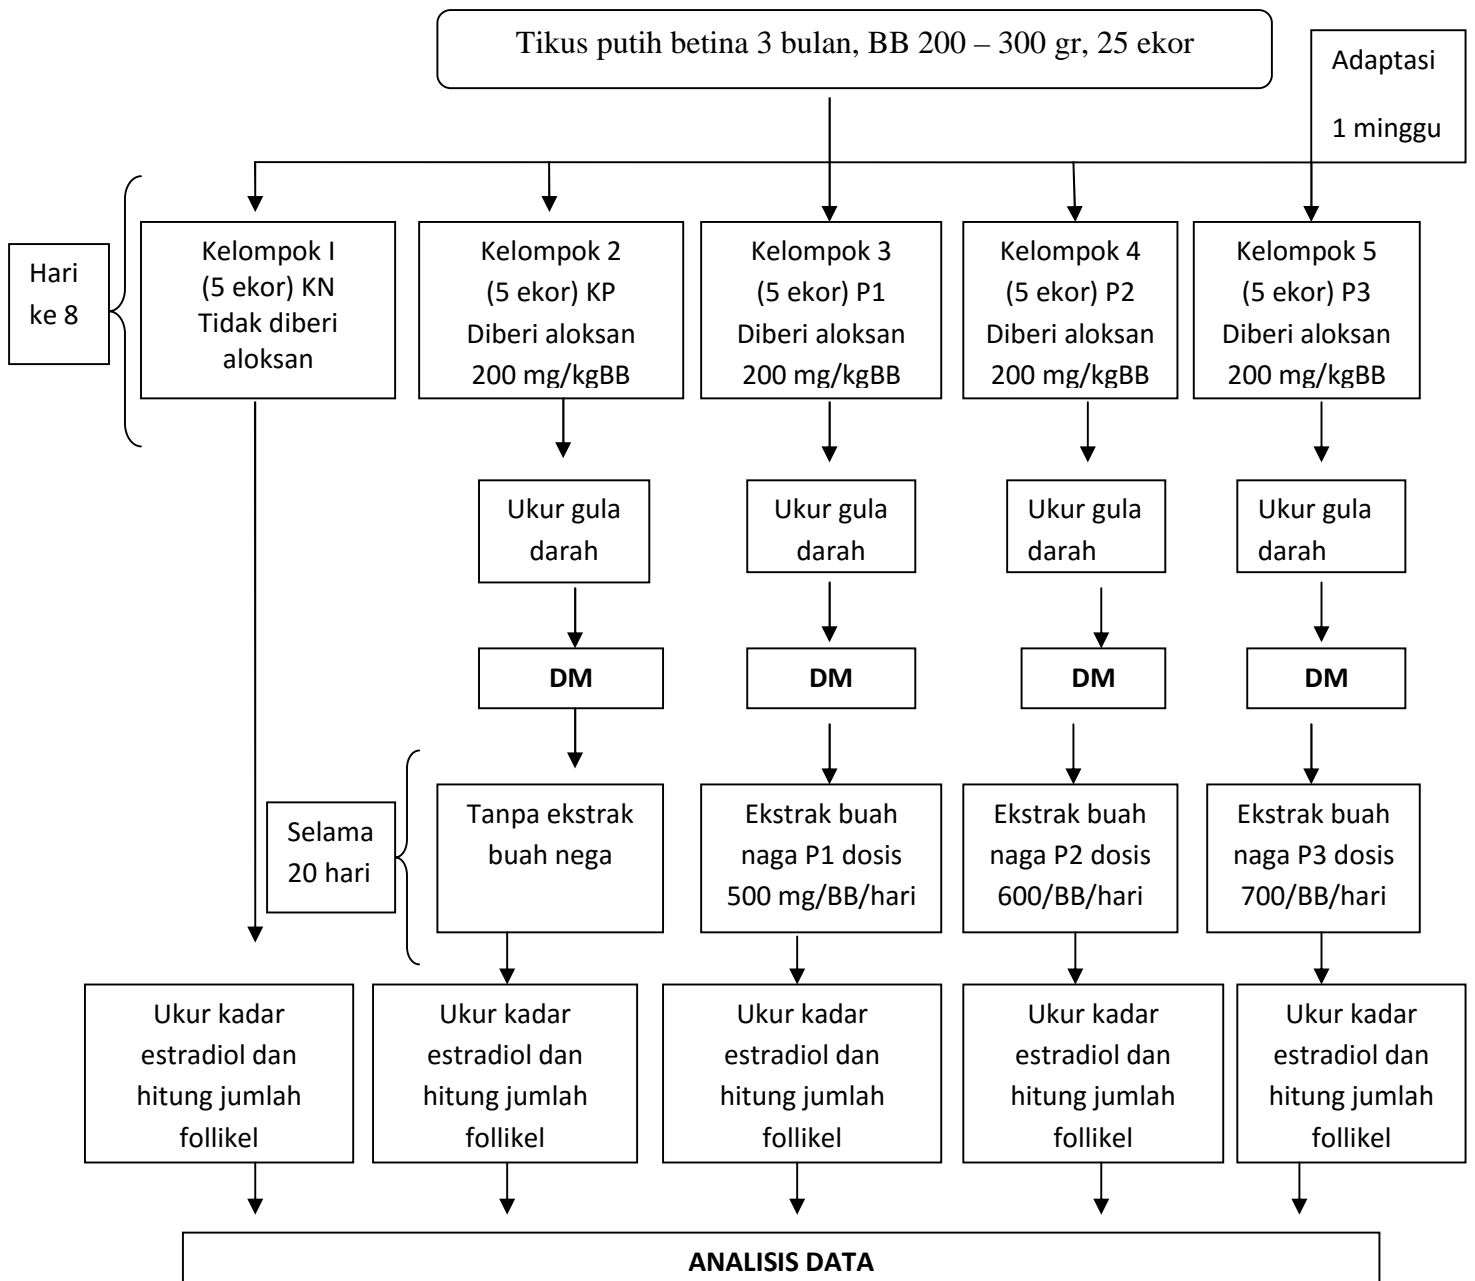 Tikus putih betina 3 bulan, BB 200 – 300 gr, 25 ekor
Adaptasi
1 minggu
Hari
ke 8
Kelompok I
(5 ekor) KN
Tidak diberi
aloksan
Kelompok 2
(5 ekor) KP
Diberi aloksan
200 mg/kgBB
Kelompok 3
(5 ekor) P1
Diberi aloksan
200 mg/kgBB
Kelompok 4
(5 ekor) P2
Diberi aloksan
200 mg/kgBB
Kelompok 5
(5 ekor) P3
Diberi aloksan
200 mg/kgBB
Ukur gula
darah
Ukur gula
darah
Ukur gula
darah
Ukur gula
darah
DM
DM
DM
DM
Selama
20 hari
Tanpa ekstrak
buah nega
Ekstrak buah
naga P1 dosis
500 mg/BB/hari
Ekstrak buah
naga P2 dosis
600/BB/hari
Ekstrak buah
naga P3 dosis
700/BB/hari
Ukur kadar
estradiol dan
hitung jumlah
follikel
Ukur kadar
estradiol dan
hitung jumlah
follikel
Ukur kadar
estradiol dan
hitung jumlah
follikel
Ukur kadar
estradiol dan
hitung jumlah
follikel
Ukur kadar
estradiol dan
hitung jumlah
follikel
ANALISIS DATA